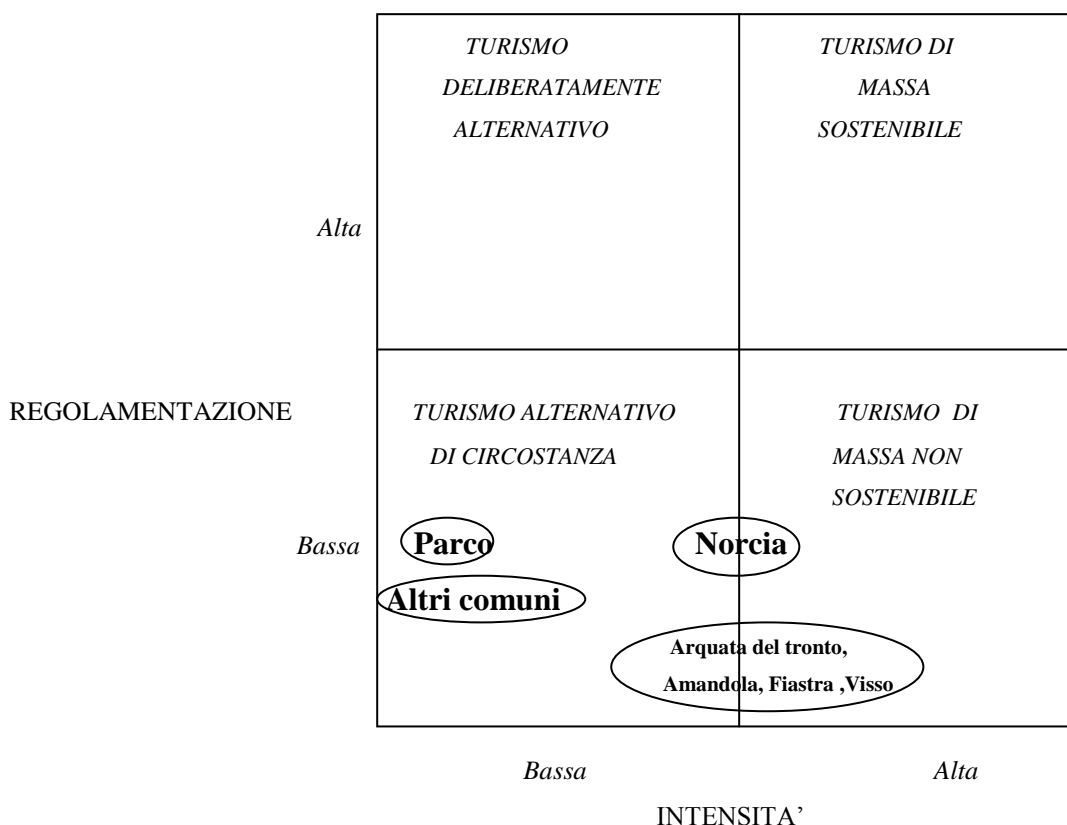 TURISMO
DELIBERATAMENTE
ALTERNATIVO
TURISMO DI
MASSA
SOSTENIBILE
Alta
REGOLAMENTAZIONE
TURISMO ALTERNATIVO
DI CIRCOSTANZA
TURISMO DI
MASSA NON
SOSTENIBILE
Bassa
Parco
Norcia
Altri comuni
Arquata del tronto,
Amandola, Fiastra ,Visso
Bassa
Alta
INTENSITA’